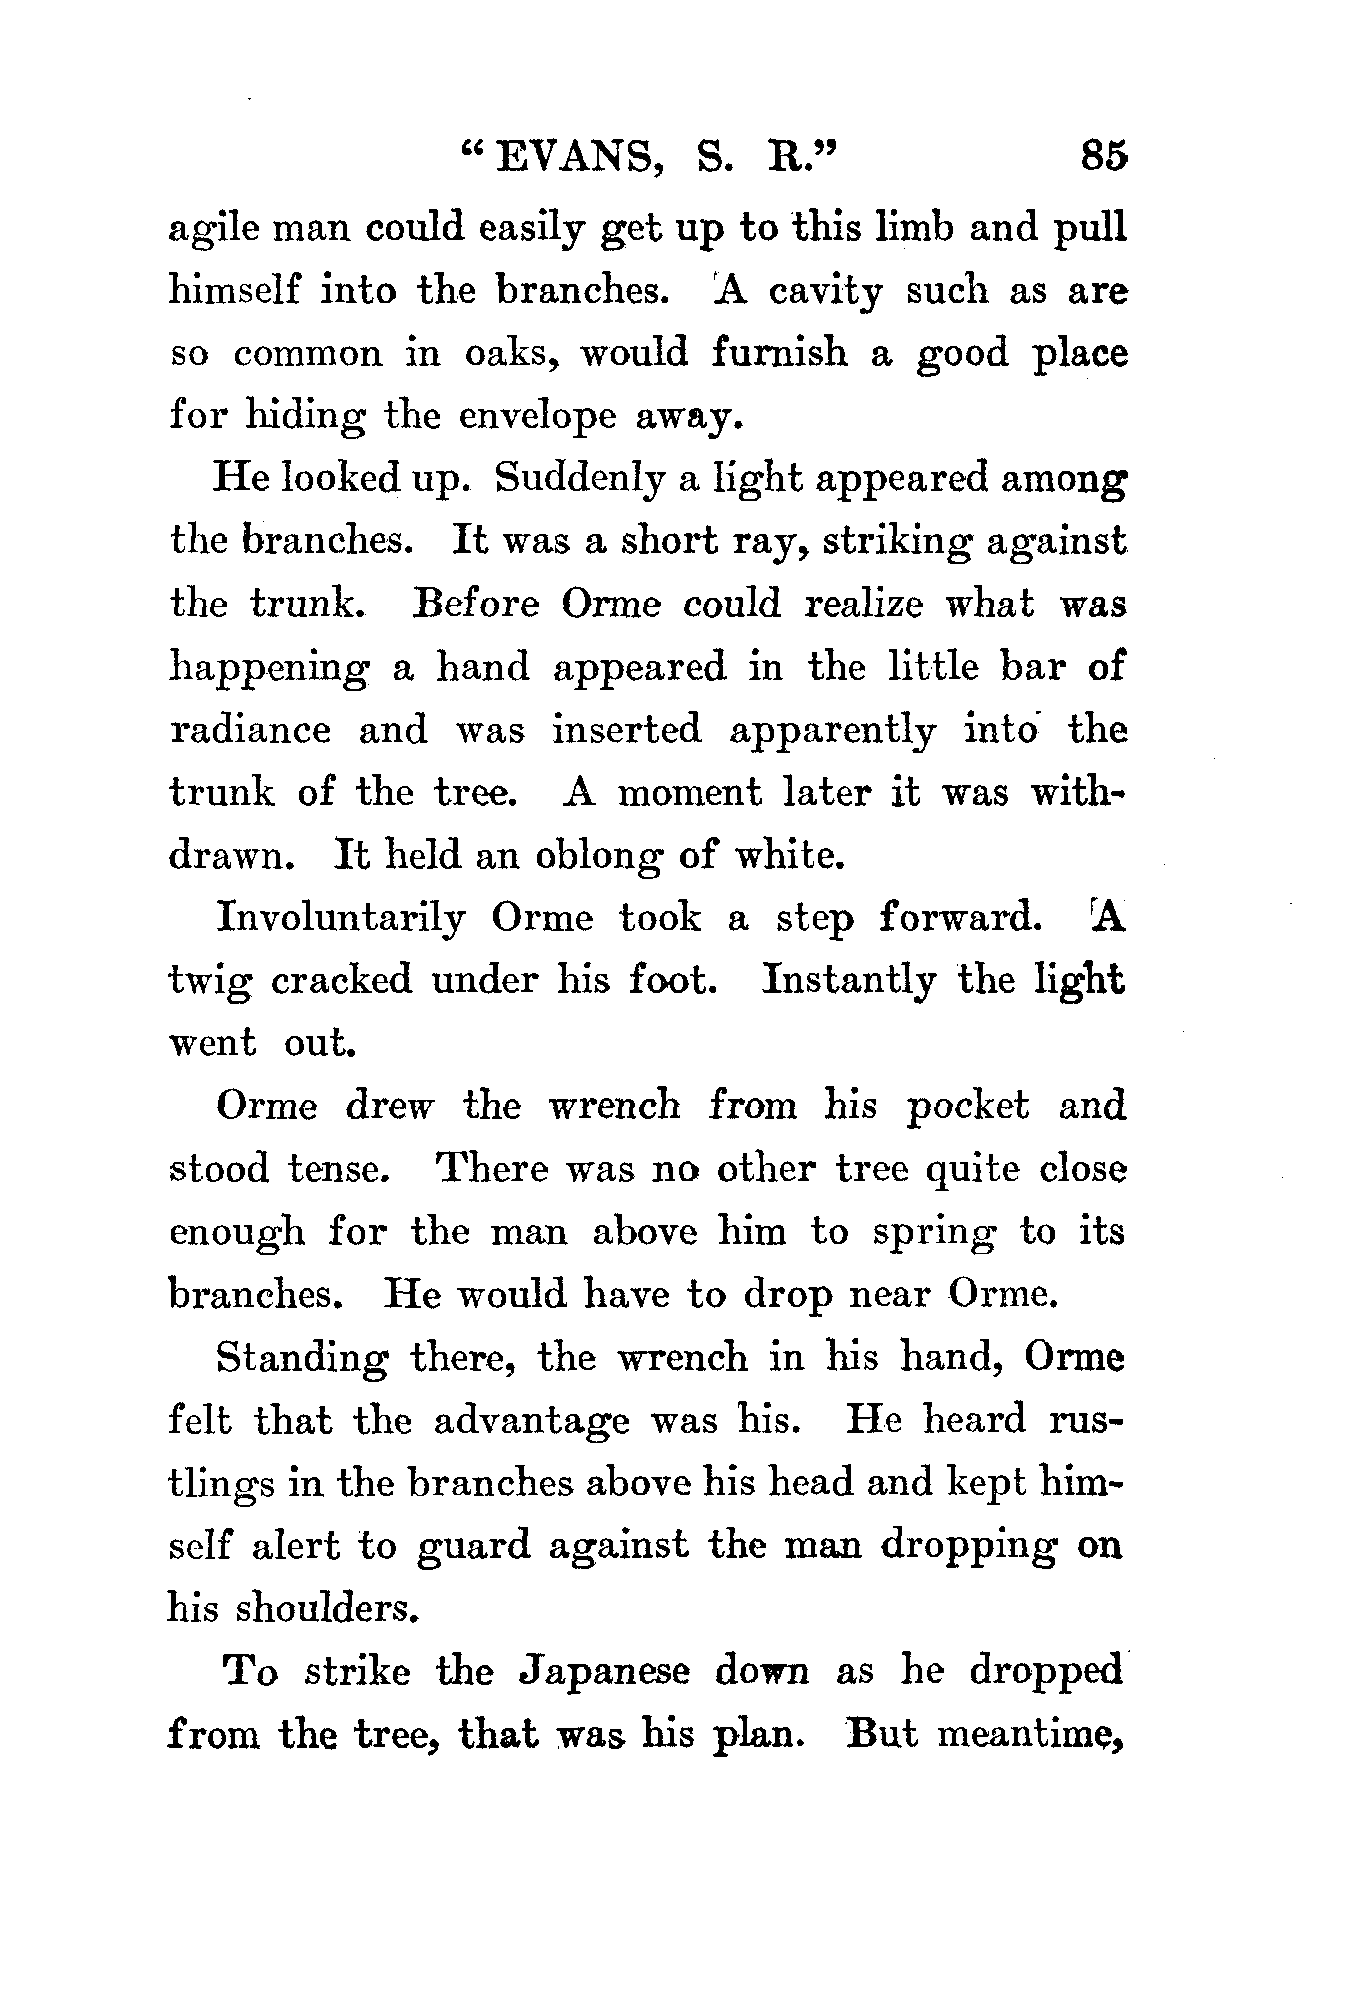 “EVANS, S. R.” 85
agile man could easily get up to this limb and pull
himself into the branches. A cavity such as are
so common in oaks, would furnish a good place
for hiding the envelope away.
He looked up. Suddenly a light appeared among
the branches. It was a short ray, striking against
the trunk. Before Orme could realize what was
happening a hand appeared in the little bar of
radiance and was inserted apparently into the
trunk of the tree. A moment later it was with-
drawn. It held an oblong of white.
Involuntarily Orme took a step forward. A
twig cracked under his foot. Instantly the light
went out.
Orme drew the wrench from his pocket and
stood tense. There was no other tree quite close
enough for the man above him to spring to its
branches. He would have to drop near Orme.
Standing there, the wrench in his hand, Orme
felt that the advantage was his. He heard rus-
tlings in the branches above his head and kept him-
self alert to guard against the man dropping on
his shoulders.
To strike the Japanese down as he dropped
from the tree, that was his plan. But meantime,